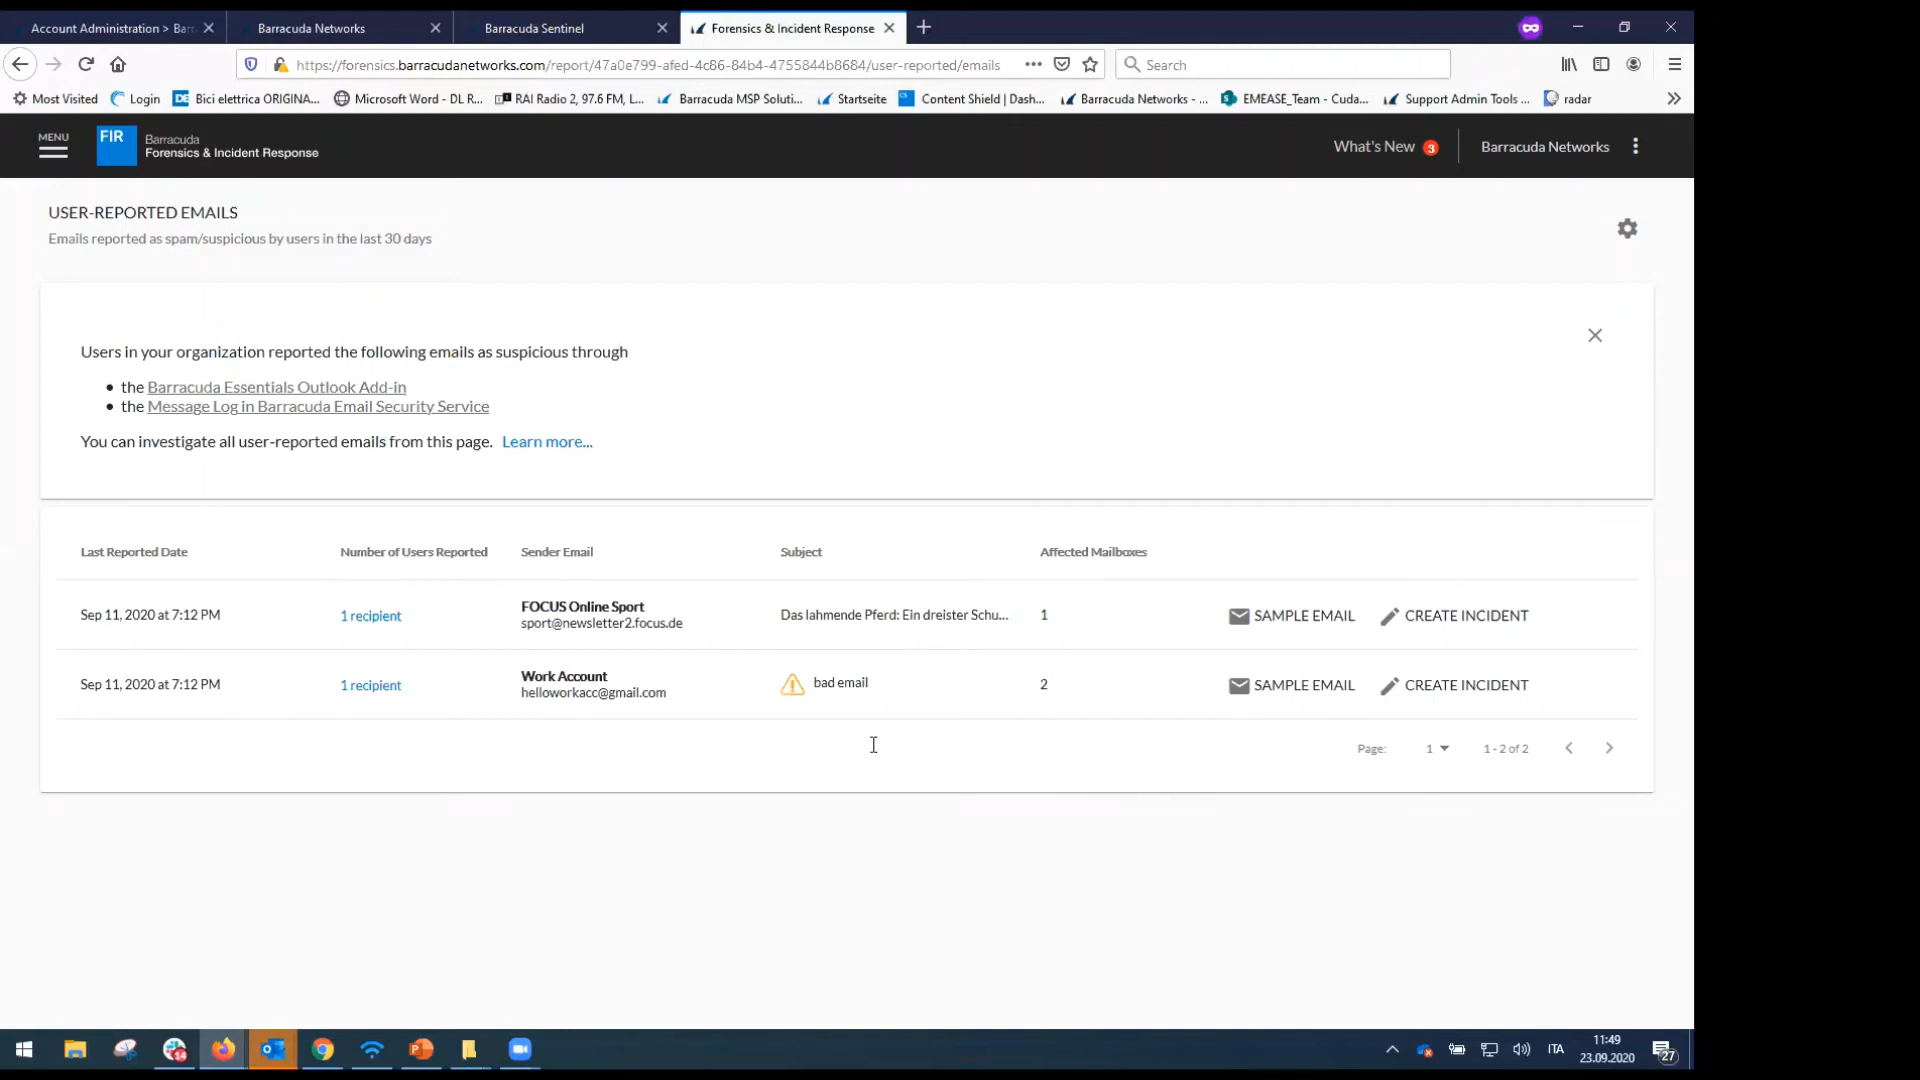 Account Administration > Barr
Barracuda Networks
Barracuda Sentinel
Forensics & Incident Response
https://forensics.barracudanetworks.com/report/47a0e799-afed-4c86-84b4-4755844b8684/user-reported/emails
Search
Most Visited
Login
DE
Bici elettrica ORIGINA...
Microsoft Word - DL R...
RAI Radio 2, 97.6 FM, L...
Barracuda MSP Soluti...
Startseite
CS
Content Shield | Dash...
Barracuda Networks - ...
EMEASE_Team - Cuda...
Support Admin Tools ...
radar
MENU
FIR
Barracuda
Forensics & Incident Response
What's New 3
Barracuda Networks
USER-REPORTED EMAILS
Emails reported as spam/suspicious by users in the last 30 days
Users in your organization reported the following emails as suspicious through
• the Barracuda Essentials Outlook Add-in
• the Message Log in Barracuda Email Security Service
You can investigate all user-reported emails from this page. Learn more...
Last Reported Date
Number of Users Reported
Sender Email
Subject
Affected Mailboxes
Sep 11, 2020 at 7:12 PM
1 recipient
FOCUS Online Sport
sport@newsletter2.focus.de
Das lahmende Pferd: Ein dreister Schu...
1
SAMPLE EMAIL
CREATE INCIDENT
Sep 11, 2020 at 7:12 PM
1 recipient
Work Account
helloworkacc@gmail.com
bad email
2
SAMPLE EMAIL
CREATE INCIDENT
Page:
1
1 - 2 of 2
14
ITA
11:49
23.09.2020
27